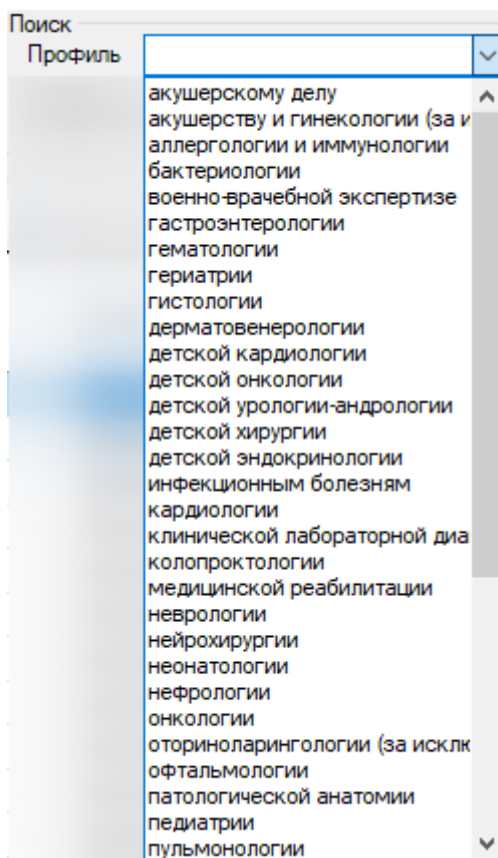 Поиск
Профиль
акушерскому делу
акушерству и гинекологии (за и
аллергологии и иммунологии
бактериологии
военно-врачебной экспертизе
гастроэнтерологии
гематологии
гериатрии
гистологии
дерматовенерологии
детской кардиологии
детской онкологии
детской урологии-андрологии
детской хирургии
детской эндокринологии
инфекционным болезням
кардиологии
клинической лабораторной диа
колопроктологии
медицинской реабилитации
неврологии
нейрохирургии
неонатологии
нефрологии
онкологии
оториноларингологии (за исклю
офтальмологии
патологической анатомии
педиатрии
пульмонологии